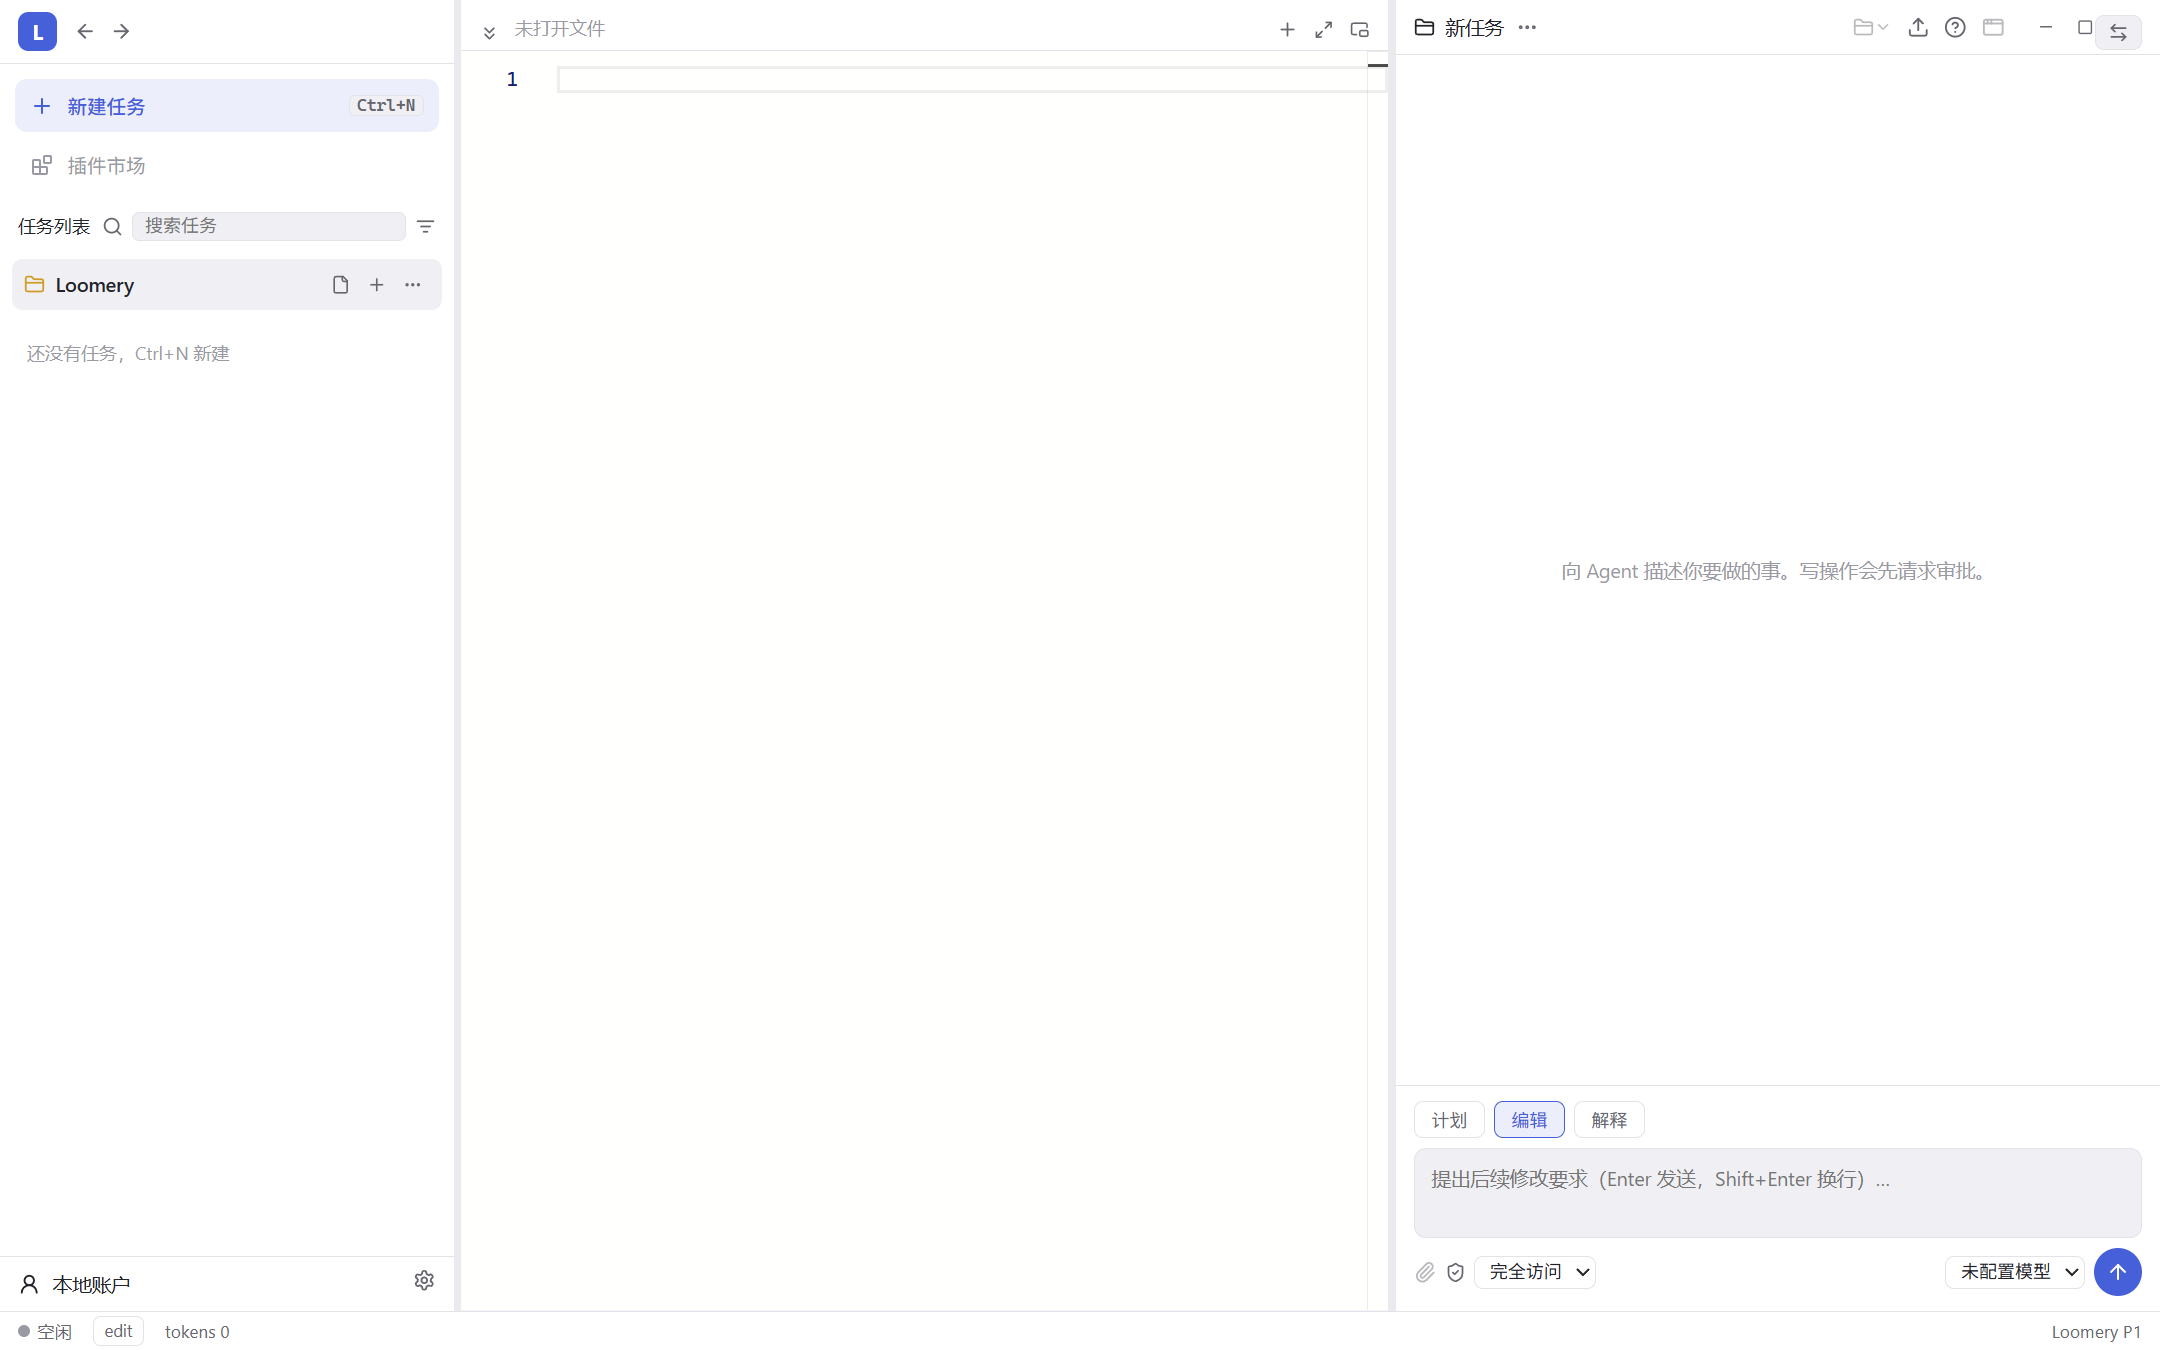 L
新建任务 Ctrl+N
插件市场
任务列表 搜索任务
Loomery
还没有任务，Ctrl+N 新建
本地账户
未打开文件
1
新任务
向 Agent 描述你要做的事。写操作会先请求审批。
计划 编辑 解释
提出后续修改要求（Enter 发送，Shift+Enter 换行）...
完全访问 未配置模型
空闲 edit tokens 0 Loomery P1